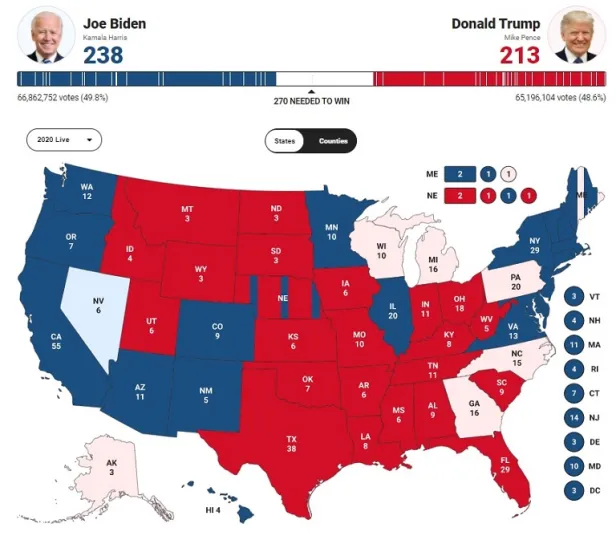 Joe Biden
Kamala Harris
238
Donald Trump
Mike Pence
213
66,862,752 votes (49.8%)
270 NEEDED TO WIN
65,196,104 votes (48.6%)
2020 Live
States
Counties
ME 2 1 1
NE 2 1 1 1
WA
12
OR
7
CA
55
NV
6
ID
4
MT
3
WY
3
UT
6
AZ
11
CO
9
NM
5
ND
3
SD
3
NE
KS
6
OK
7
TX
38
MN
10
IA
6
MO
10
AR
6
LA
8
WI
10
IL
20
MI
16
IN
11
OH
18
KY
8
TN
11
MS
6
AL
9
GA
16
FL
29
SC
9
NC
15
VA
13
WV
5
PA
20
NY
29
ME
AK
3
HI 4
3 VT
4 NH
11 MA
4 RI
7 CT
14 NJ
3 DE
10 MD
3 DC